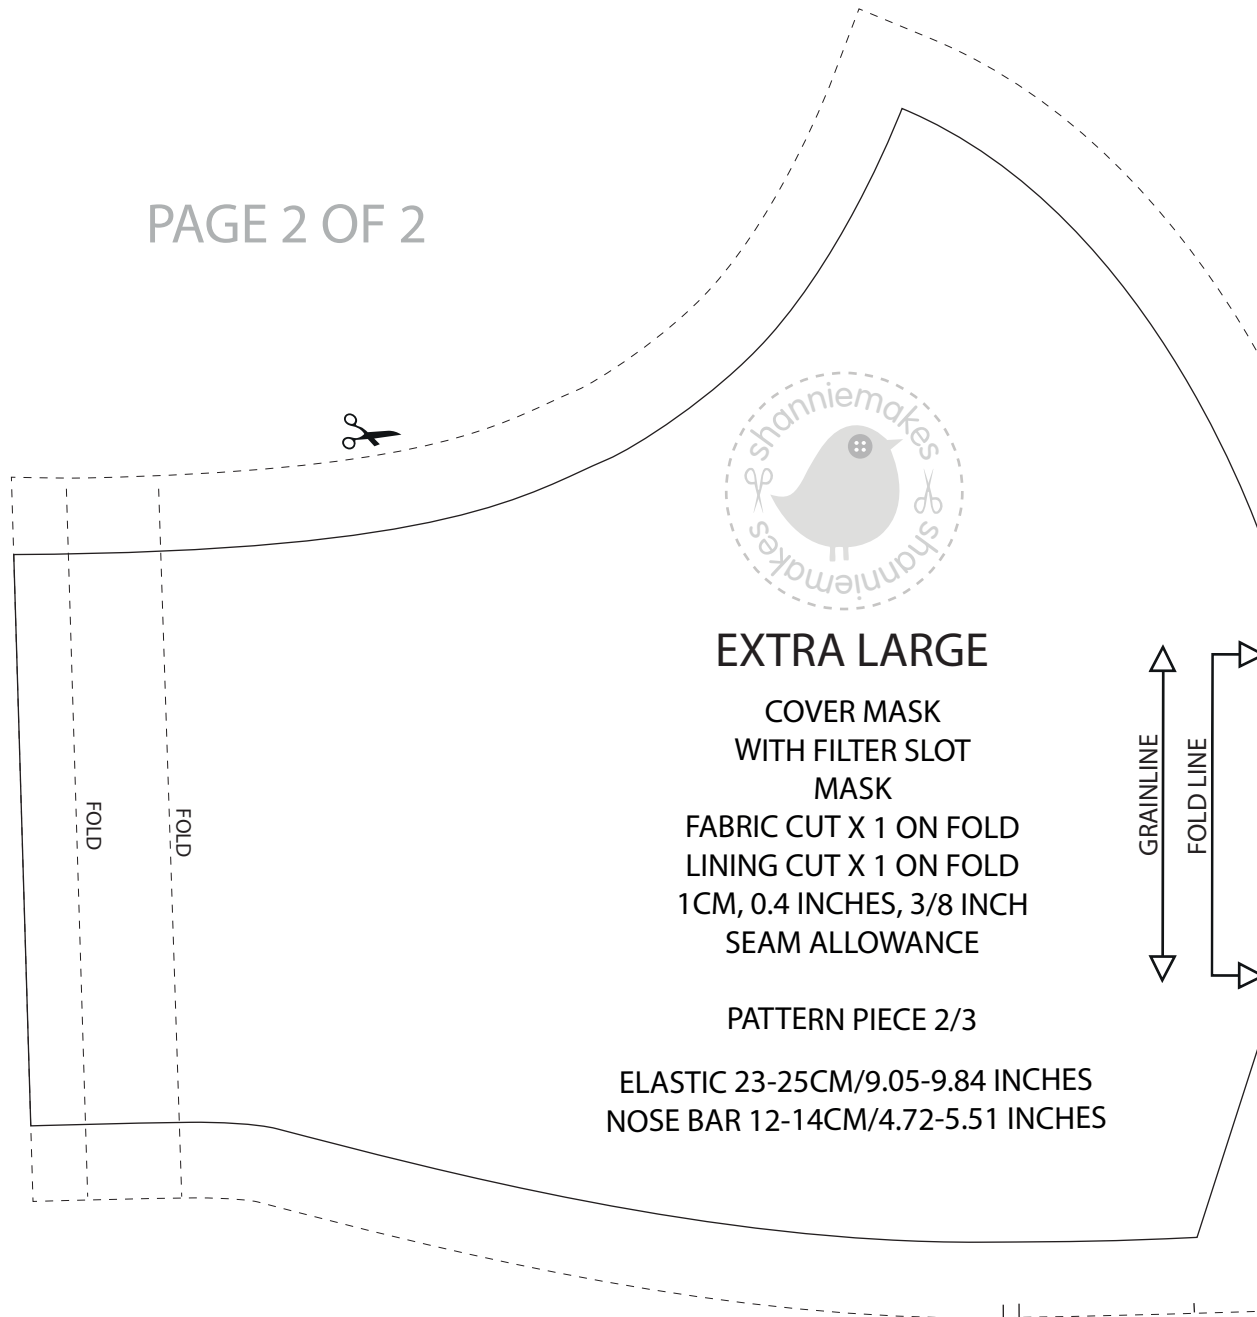 PAGE 2 OF 2
shanniemakes
shanniemakes
EXTRA LARGE
COVER MASK
WITH FILTER SLOT
MASK
FABRIC CUT X 1 ON FOLD
LINING CUT X 1 ON FOLD
1CM, 0.4 INCHES, 3/8 INCH
SEAM ALLOWANCE
PATTERN PIECE 2/3
ELASTIC 23-25CM/9.05-9.84 INCHES
NOSE BAR 12-14CM/4.72-5.51 INCHES
FOLD
FOLD
GRAINLINE
FOLD LINE